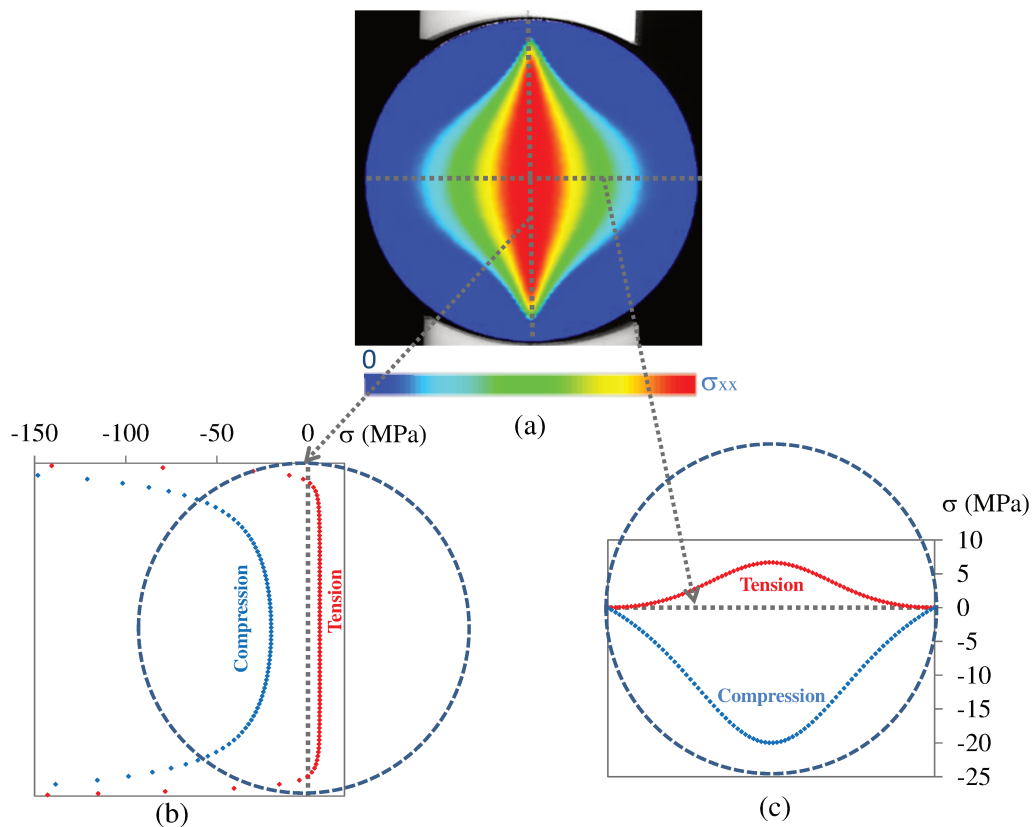 0
σxx
(a)
-150 -100 -50 0 σ (MPa)
Compression
Tension
(b)
σ (MPa)
10
5
0
-5
-10
-15
-20
-25
Tension
Compression
(c)